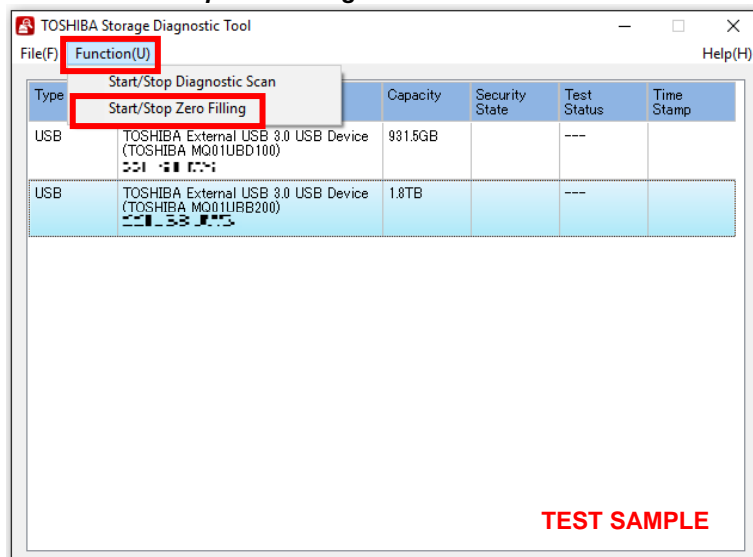 TOSHIBA Storage Diagnostic Tool
File(F) Function(U) Help(H)
Start/Stop Diagnostic Scan
Start/Stop Zero Filling
Type Capacity Security State Test Status Time Stamp
USB TOSHIBA External USB 3.0 USB Device 931.5GB ---
(TOSHIBA MQ01UBD100)
USB TOSHIBA External USB 3.0 USB Device 1.8TB ---
(TOSHIBA MQ01UBB200)
TEST SAMPLE